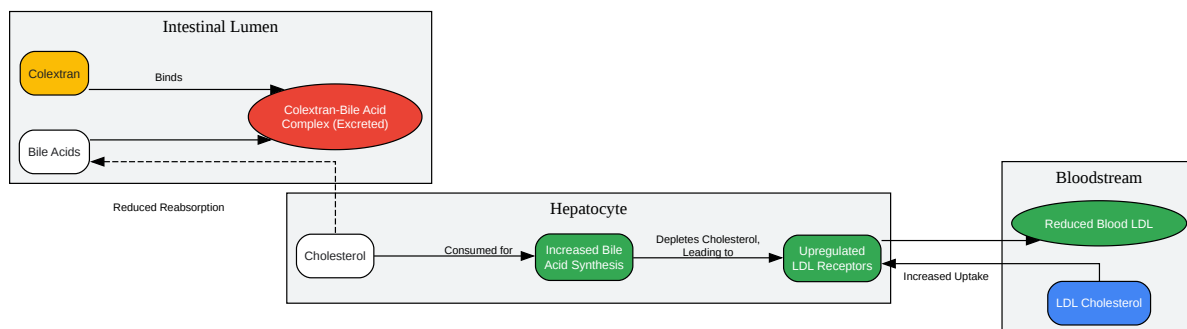 Intestinal Lumen
Colextran
Binds
Colextran-Bile Acid
Complex (Excreted)
Bile Acids
Reduced Reabsorption
Hepatocyte
Cholesterol
Consumed for
Increased Bile
Acid Synthesis
Depletes Cholesterol,
Leading to
Upregulated
LDL Receptors
Bloodstream
Reduced Blood LDL
Increased Uptake
LDL Cholesterol